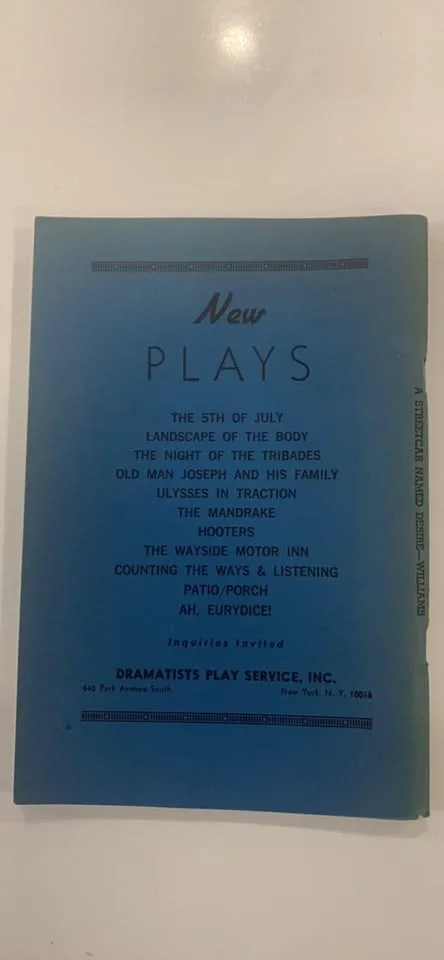 New
PLAYS
THE 5TH OF JULY
LANDSCAPE OF THE BODY
THE NIGHT OF THE TRIBADES
OLD MAN JOSEPH AND HIS FAMILY
ULYSSES IN TRACTION
THE MANDRAKE
HOOTERS
THE WAYSIDE MOTOR INN
COUNTING THE WAYS & LISTENING
PATIO/PORCH
AH, EURYDICE!
Inquiries Invited
DRAMATISTS PLAY SERVICE, INC.
440 Park Avenue South New York, N. Y. 10016
A STREETCAR NAMED DESIRE—WILLIAMS